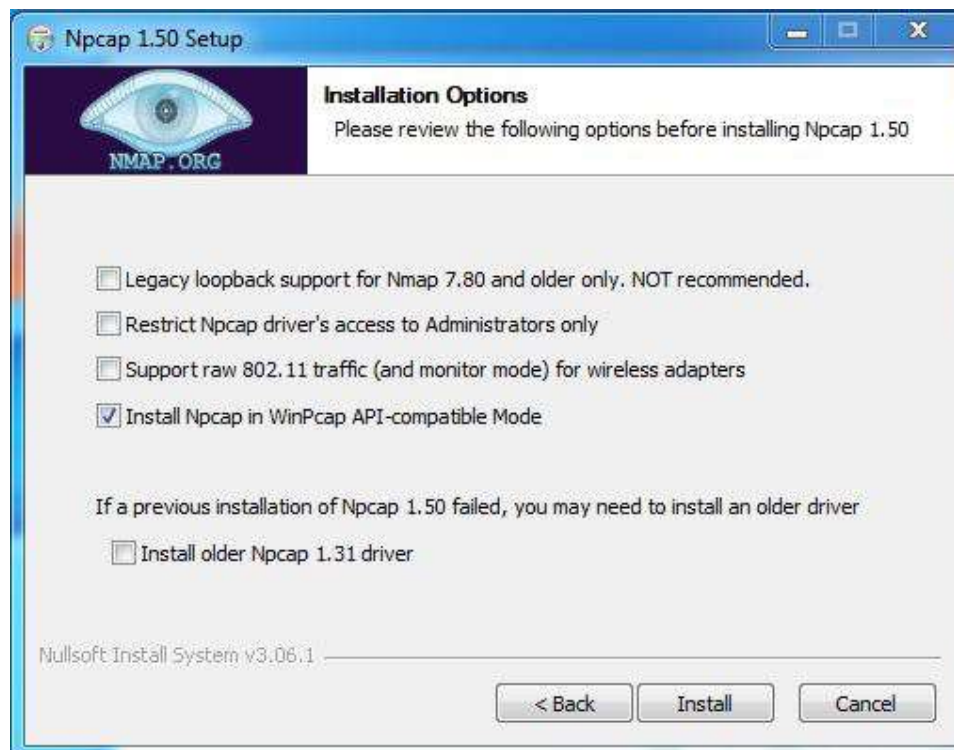 Npcap 1.50 Setup
NMAP.ORG
Installation Options
Please review the following options before installing Npcap 1.50
Legacy loopback support for Nmap 7.80 and older only. NOT recommended.
Restrict Npcap driver's access to Administrators only
Support raw 802.11 traffic (and monitor mode) for wireless adapters
Install Npcap in WinPcap API-compatible Mode
If a previous installation of Npcap 1.50 failed, you may need to install an older driver
Install older Npcap 1.31 driver
Nullsoft Install System v3.06.1
< Back Install Cancel